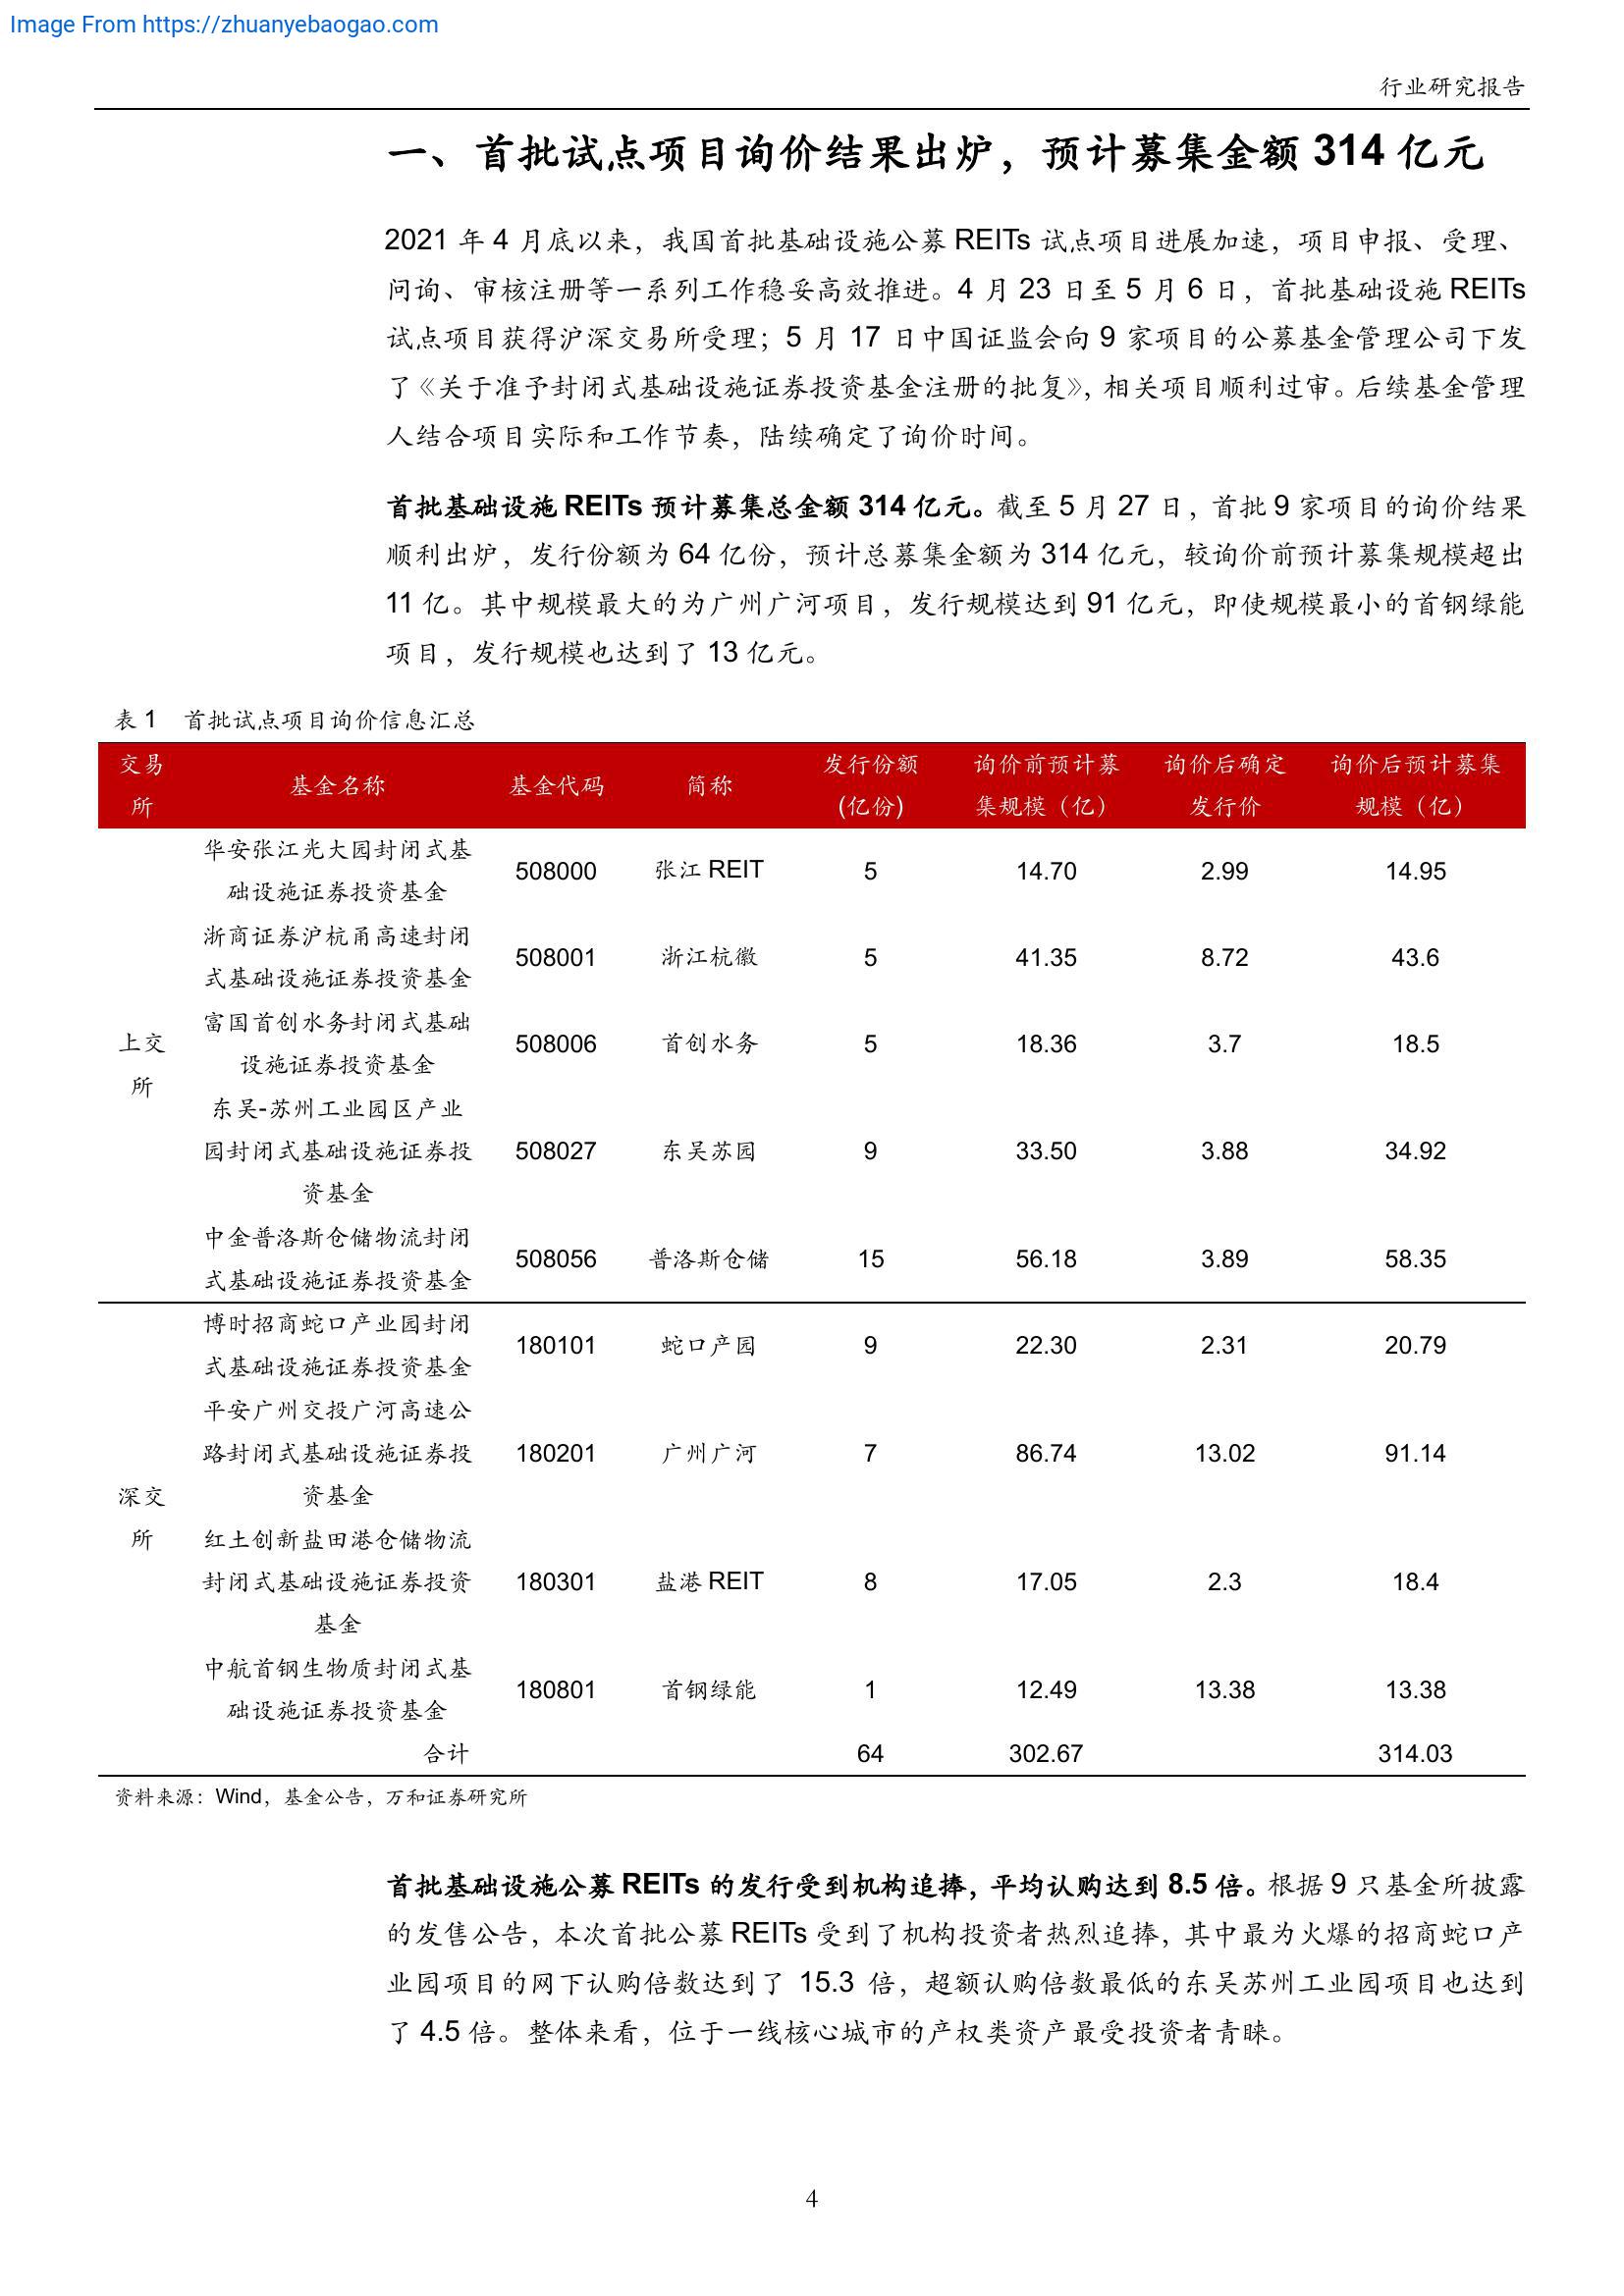 Image From https://zhuanyebaogao.com
行业研究报告
一、首批试点项目询价结果出炉，预计募集金额 314 亿元
2021 年 4 月底以来，我国首批基础设施公募 REITs 试点项目进展加速，项目申报、受理、
问询、审核注册等一系列工作稳妥高效推进。4 月 23 日至 5 月 6 日，首批基础设施 REITs
试点项目获得沪深交易所受理；5 月 17 日中国证监会向 9 家项目的公募基金管理公司下发
了《关于准予封闭式基础设施证券投资基金注册的批复》，相关项目顺利过审。后续基金管理
人结合项目实际和工作节奏，陆续确定了询价时间。
首批基础设施 REITs 预计募集总金额 314 亿元。截至 5 月 27 日，首批 9 家项目的询价结果
顺利出炉，发行份额为 64 亿份，预计总募集金额为 314 亿元，较询价前预计募集规模超出
11 亿。其中规模最大的为广州广河项目，发行规模达到 91 亿元，即使规模最小的首钢绿能
项目，发行规模也达到了 13 亿元。
表 1 首批试点项目询价信息汇总
交易 发行份额 询价前预计募 询价后确定 询价后预计募集
基金名称 基金代码 简称
所 (亿份) 集规模（亿） 发行价 规模（亿）
华安张江光大园封闭式基
508000 张江 REIT 5 14.70 2.99 14.95
础设施证券投资基金
浙商证券沪杭甬高速封闭
508001 浙江杭徽 5 41.35 8.72 43.6
式基础设施证券投资基金
富国首创水务封闭式基础
上交 508006 首创水务 5 18.36 3.7 18.5
设施证券投资基金
所
东吴-苏州工业园区产业
园封闭式基础设施证券投 508027 东吴苏园 9 33.50 3.88 34.92
资基金
中金普洛斯仓储物流封闭
508056 普洛斯仓储 15 56.18 3.89 58.35
式基础设施证券投资基金
博时招商蛇口产业园封闭
180101 蛇口产园 9 22.30 2.31 20.79
式基础设施证券投资基金
平安广州交投广河高速公
路封闭式基础设施证券投 180201 广州广河 7 86.74 13.02 91.14
深交 资基金
所 红土创新盐田港仓储物流
封闭式基础设施证券投资 180301 盐港 REIT 8 17.05 2.3 18.4
基金
中航首钢生物质封闭式基
180801 首钢绿能 1 12.49 13.38 13.38
础设施证券投资基金
合计 64 302.67 314.03
资料来源：Wind，基金公告，万和证券研究所
首批基础设施公募 REITs 的发行受到机构追捧，平均认购达到 8.5 倍。根据 9 只基金所披露
的发售公告，本次首批公募 REITs 受到了机构投资者热烈追捧，其中最为火爆的招商蛇口产
业园项目的网下认购倍数达到了 15.3 倍，超额认购倍数最低的东吴苏州工业园项目也达到
了 4.5 倍。整体来看，位于一线核心城市的产权类资产最受投资者青睐。
4